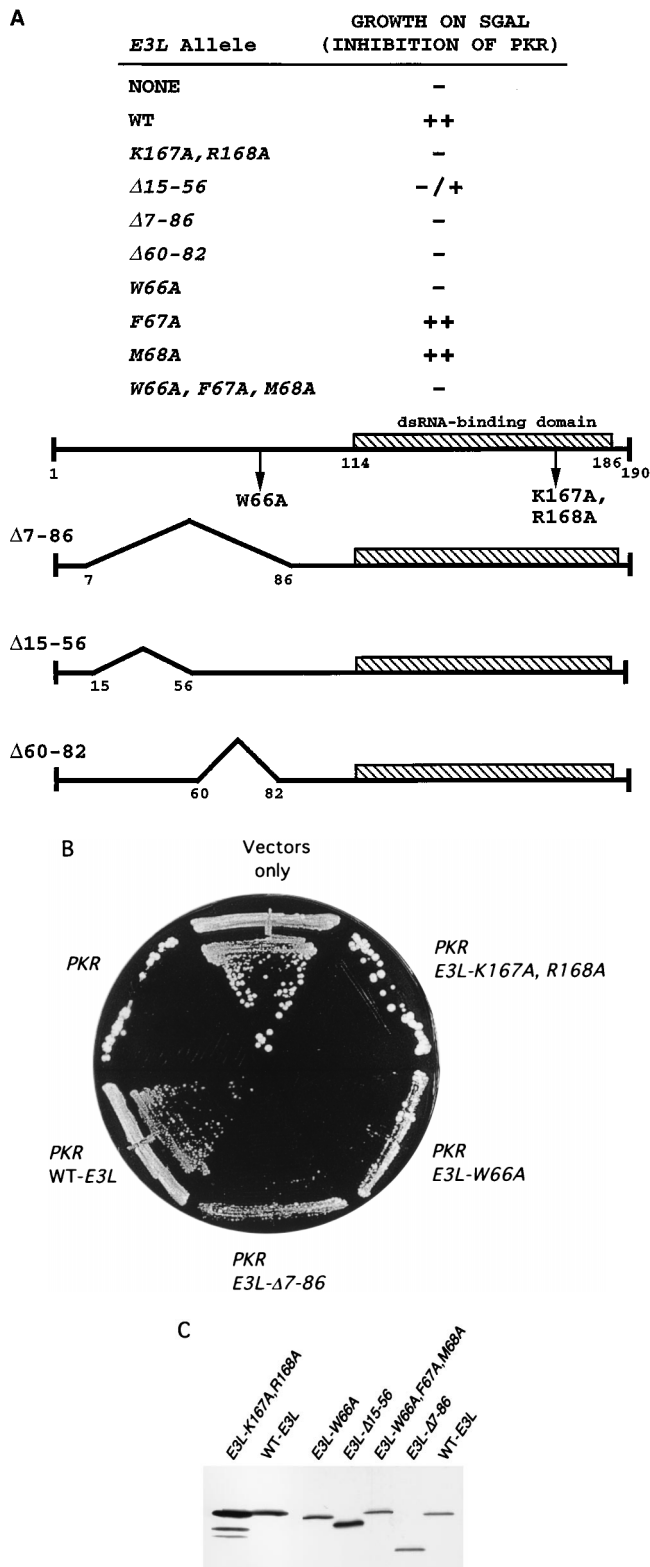 A
GROWTH ON SGAL
E3L Allele (INHIBITION OF PKR)
NONE -
WT ++
K167A,R168A -
Δ15-56 -/+
Δ7-86 -
Δ60-82 -
W66A -
F67A ++
M68A ++
W66A,F67A,M68A -
dsRNA-binding domain
1 114 186 190
W66A K167A,
R168A
Δ7-86
7 86
Δ15-56
15 56
Δ60-82
60 82
B
Vectors
only
PKR
PKR
E3L-K167A, R168A
PKR
WT-E3L
PKR
E3L-W66A
PKR
E3L-Δ7-86
C
E3L-K167A,R168A
WT-E3L
E3L-W66A
E3L-Δ15-56
E3L-W66A,F67A,M68A
E3L-Δ7-86
WT-E3L